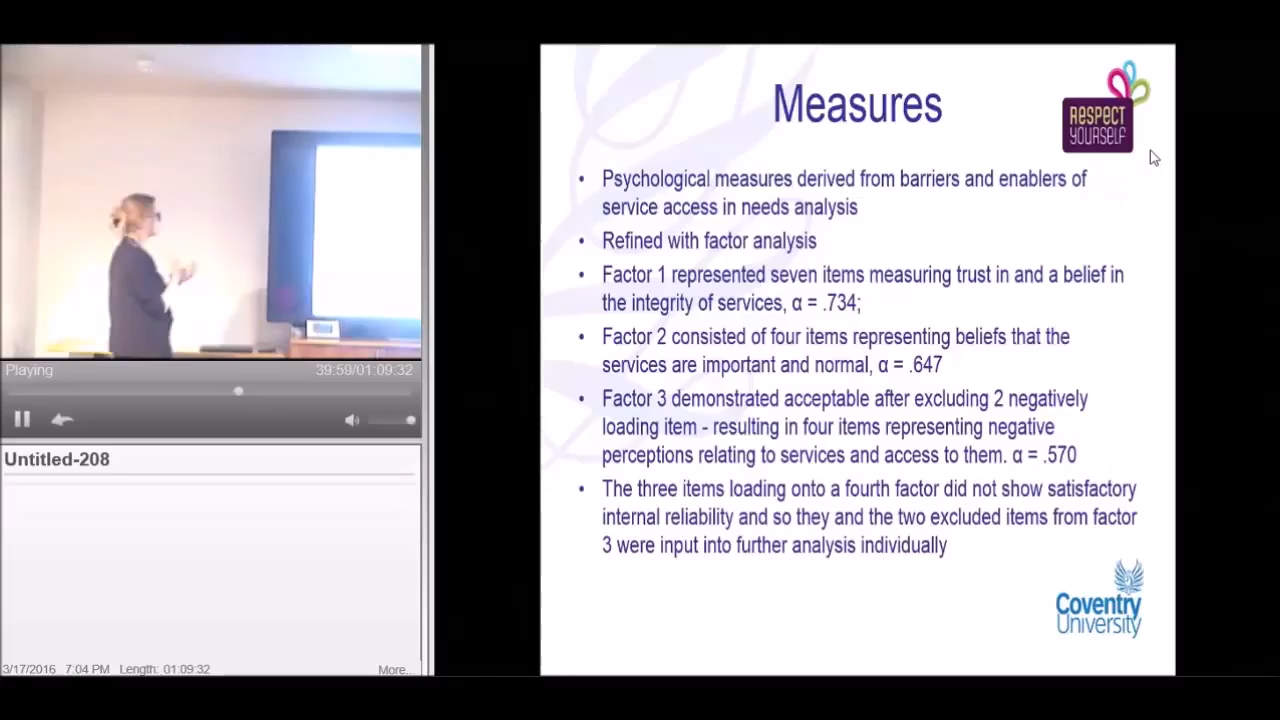 Measures
RESPECT
YOURSELF
• Psychological measures derived from barriers and enablers of
service access in needs analysis
• Refined with factor analysis
• Factor 1 represented seven items measuring trust in and a belief in
the integrity of services, α = .734;
• Factor 2 consisted of four items representing beliefs that the
services are important and normal, α = .647
• Factor 3 demonstrated acceptable after excluding 2 negatively
loading item - resulting in four items representing negative
perceptions relating to services and access to them. α = .570
• The three items loading onto a fourth factor did not show satisfactory
internal reliability and so they and the two excluded items from factor
3 were input into further analysis individually
Coventry
University
Playing 39:59/01:09:32
Untitled-208
3/17/2016 7:04 PM Length: 01:09:32 More...